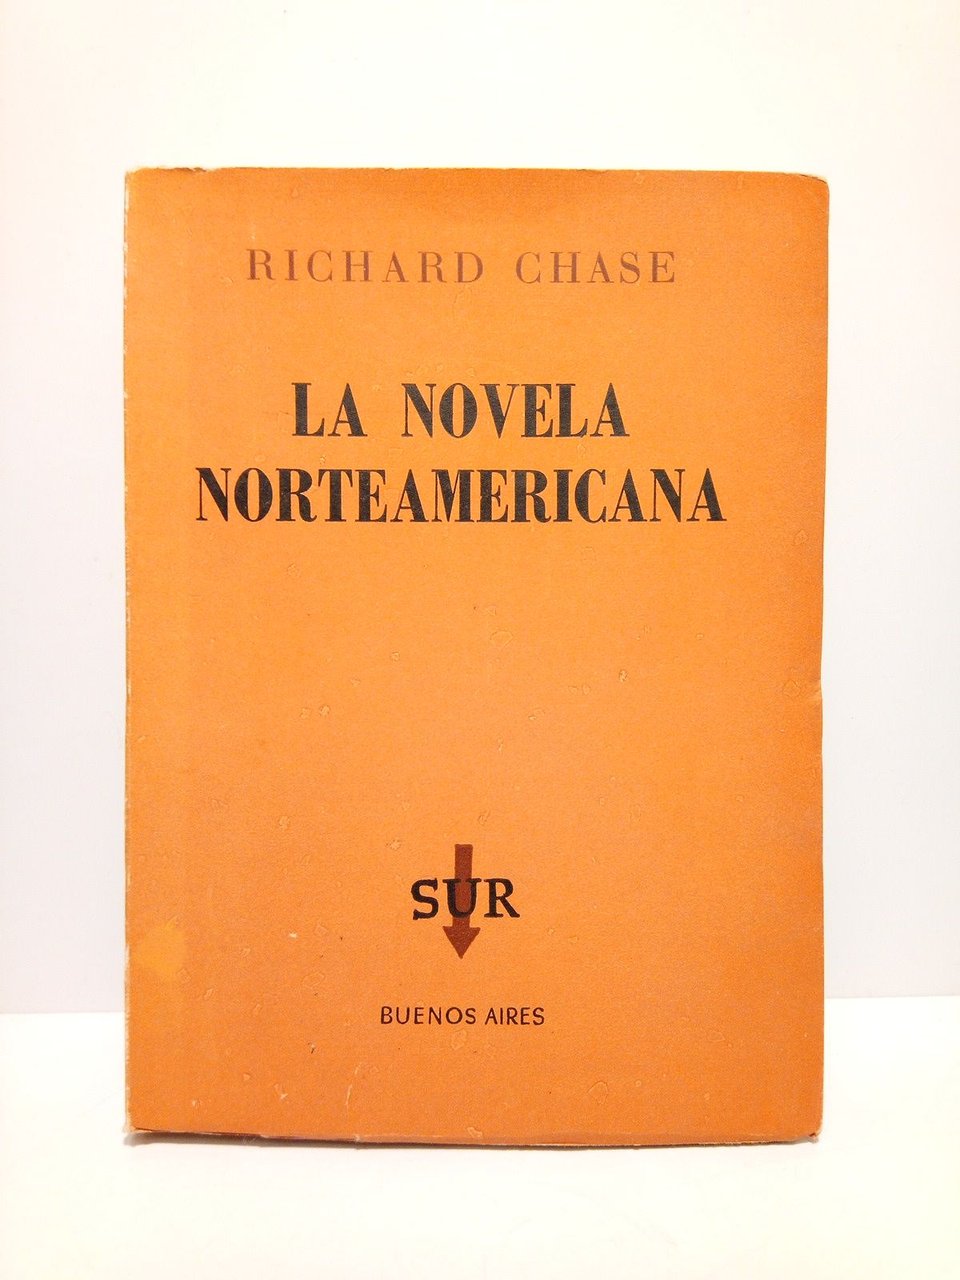 RICHARD CHASE
LA NOVELA
NORTEAMERICANA
SUR
BUENOS AIRES